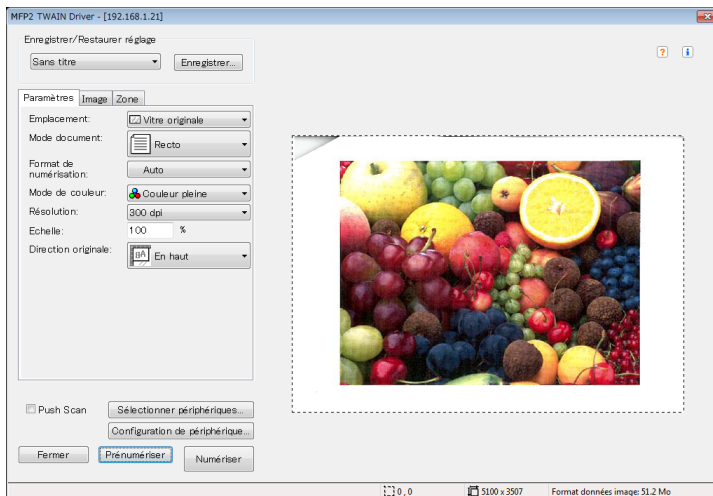 MFP2 TWAIN Driver - [192.168.1.21]
Enregistrer/Restaurer réglage
Sans titre
Enregistrer...
Paramètres Image Zone
Emplacement: Vitre originale
Mode document: Recto
Format de numérisation: Auto
Mode de couleur: Couleur pleine
Résolution: 300 dpi
Echelle: 100 %
Direction originale: En haut
Push Scan
Sélectionner périphériques...
Configuration de périphérique...
Fermer Prénumériser Numériser
0 , 0 5100 x 3507 Format données image: 51.2 Mo